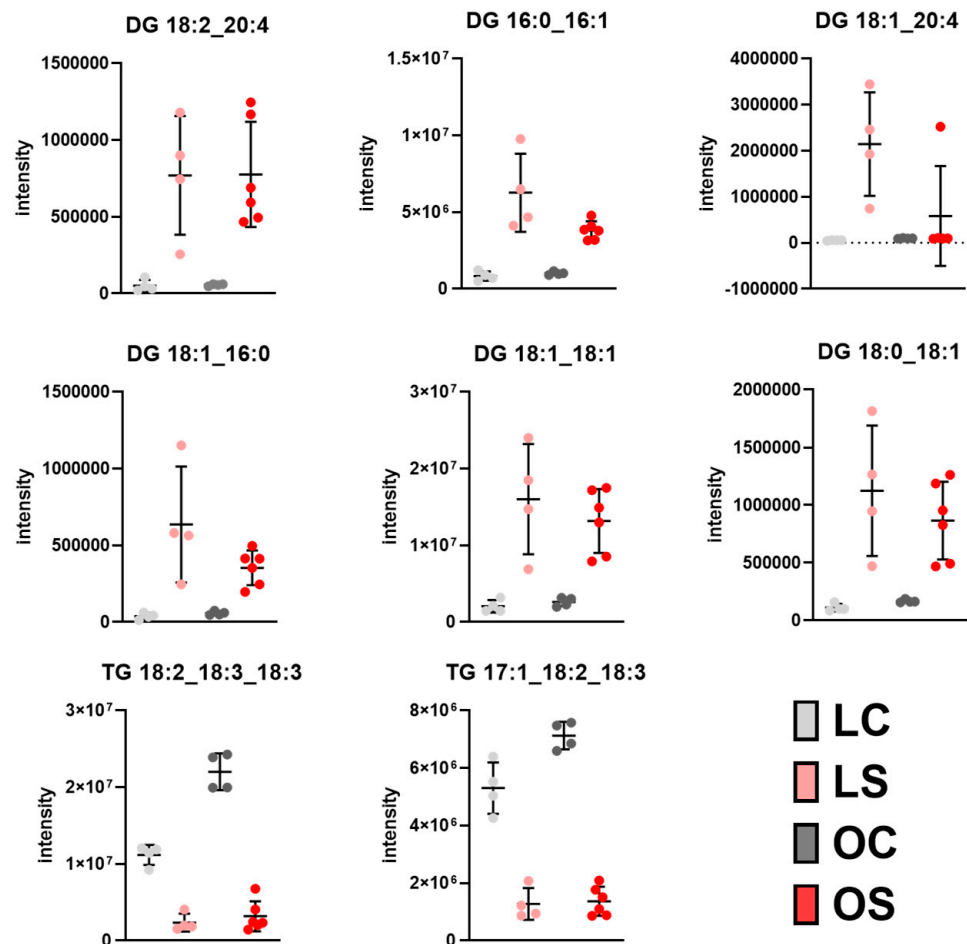 DG 18:2_20:4
intensity
1500000
1000000
500000
0
DG 16:0_16:1
intensity
1.5×10⁷
1×10⁷
5×10⁶
0
DG 18:1_20:4
intensity
4000000
3000000
2000000
1000000
0
-1000000
DG 18:1_16:0
intensity
1500000
1000000
500000
0
DG 18:1_18:1
intensity
3×10⁷
2×10⁷
1×10⁷
0
DG 18:0_18:1
intensity
2000000
1500000
1000000
500000
0
TG 18:2_18:3_18:3
intensity
3×10⁷
2×10⁷
1×10⁷
0
TG 17:1_18:2_18:3
intensity
8×10⁶
6×10⁶
4×10⁶
2×10⁶
0
LC
LS
OC
OS